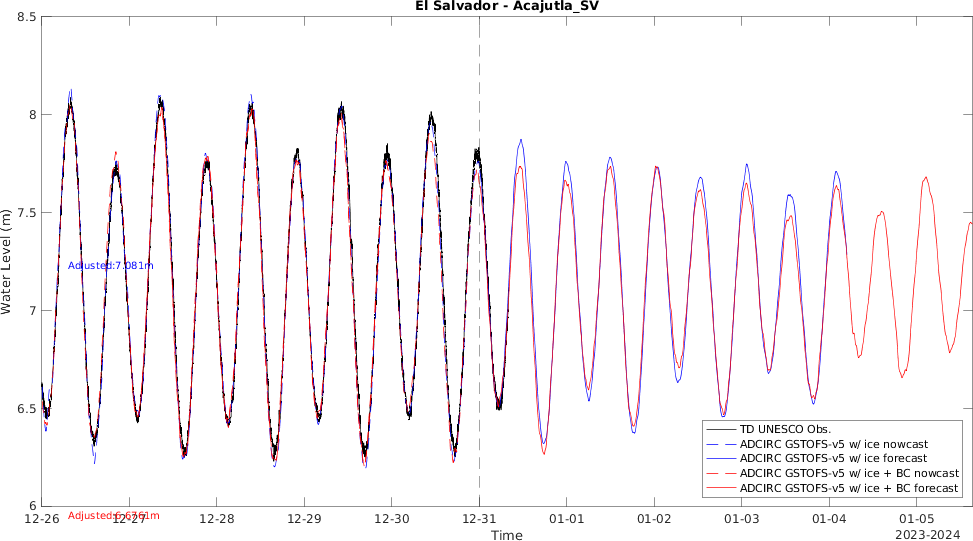 El Salvador - Acajutla_SV
8.5
8
7.5
7
6.5
6
Water Level (m)
Adjusted:7.081m
TD UNESCO Obs.
ADCIRC GSTOFS-v5 w/ ice nowcast
ADCIRC GSTOFS-v5 w/ ice forecast
ADCIRC GSTOFS-v5 w/ ice + BC nowcast
ADCIRC GSTOFS-v5 w/ ice + BC forecast
12-26 12-27 12-28 12-29 12-30 12-31 01-01 01-02 01-03 01-04 01-05
Time
2023-2024